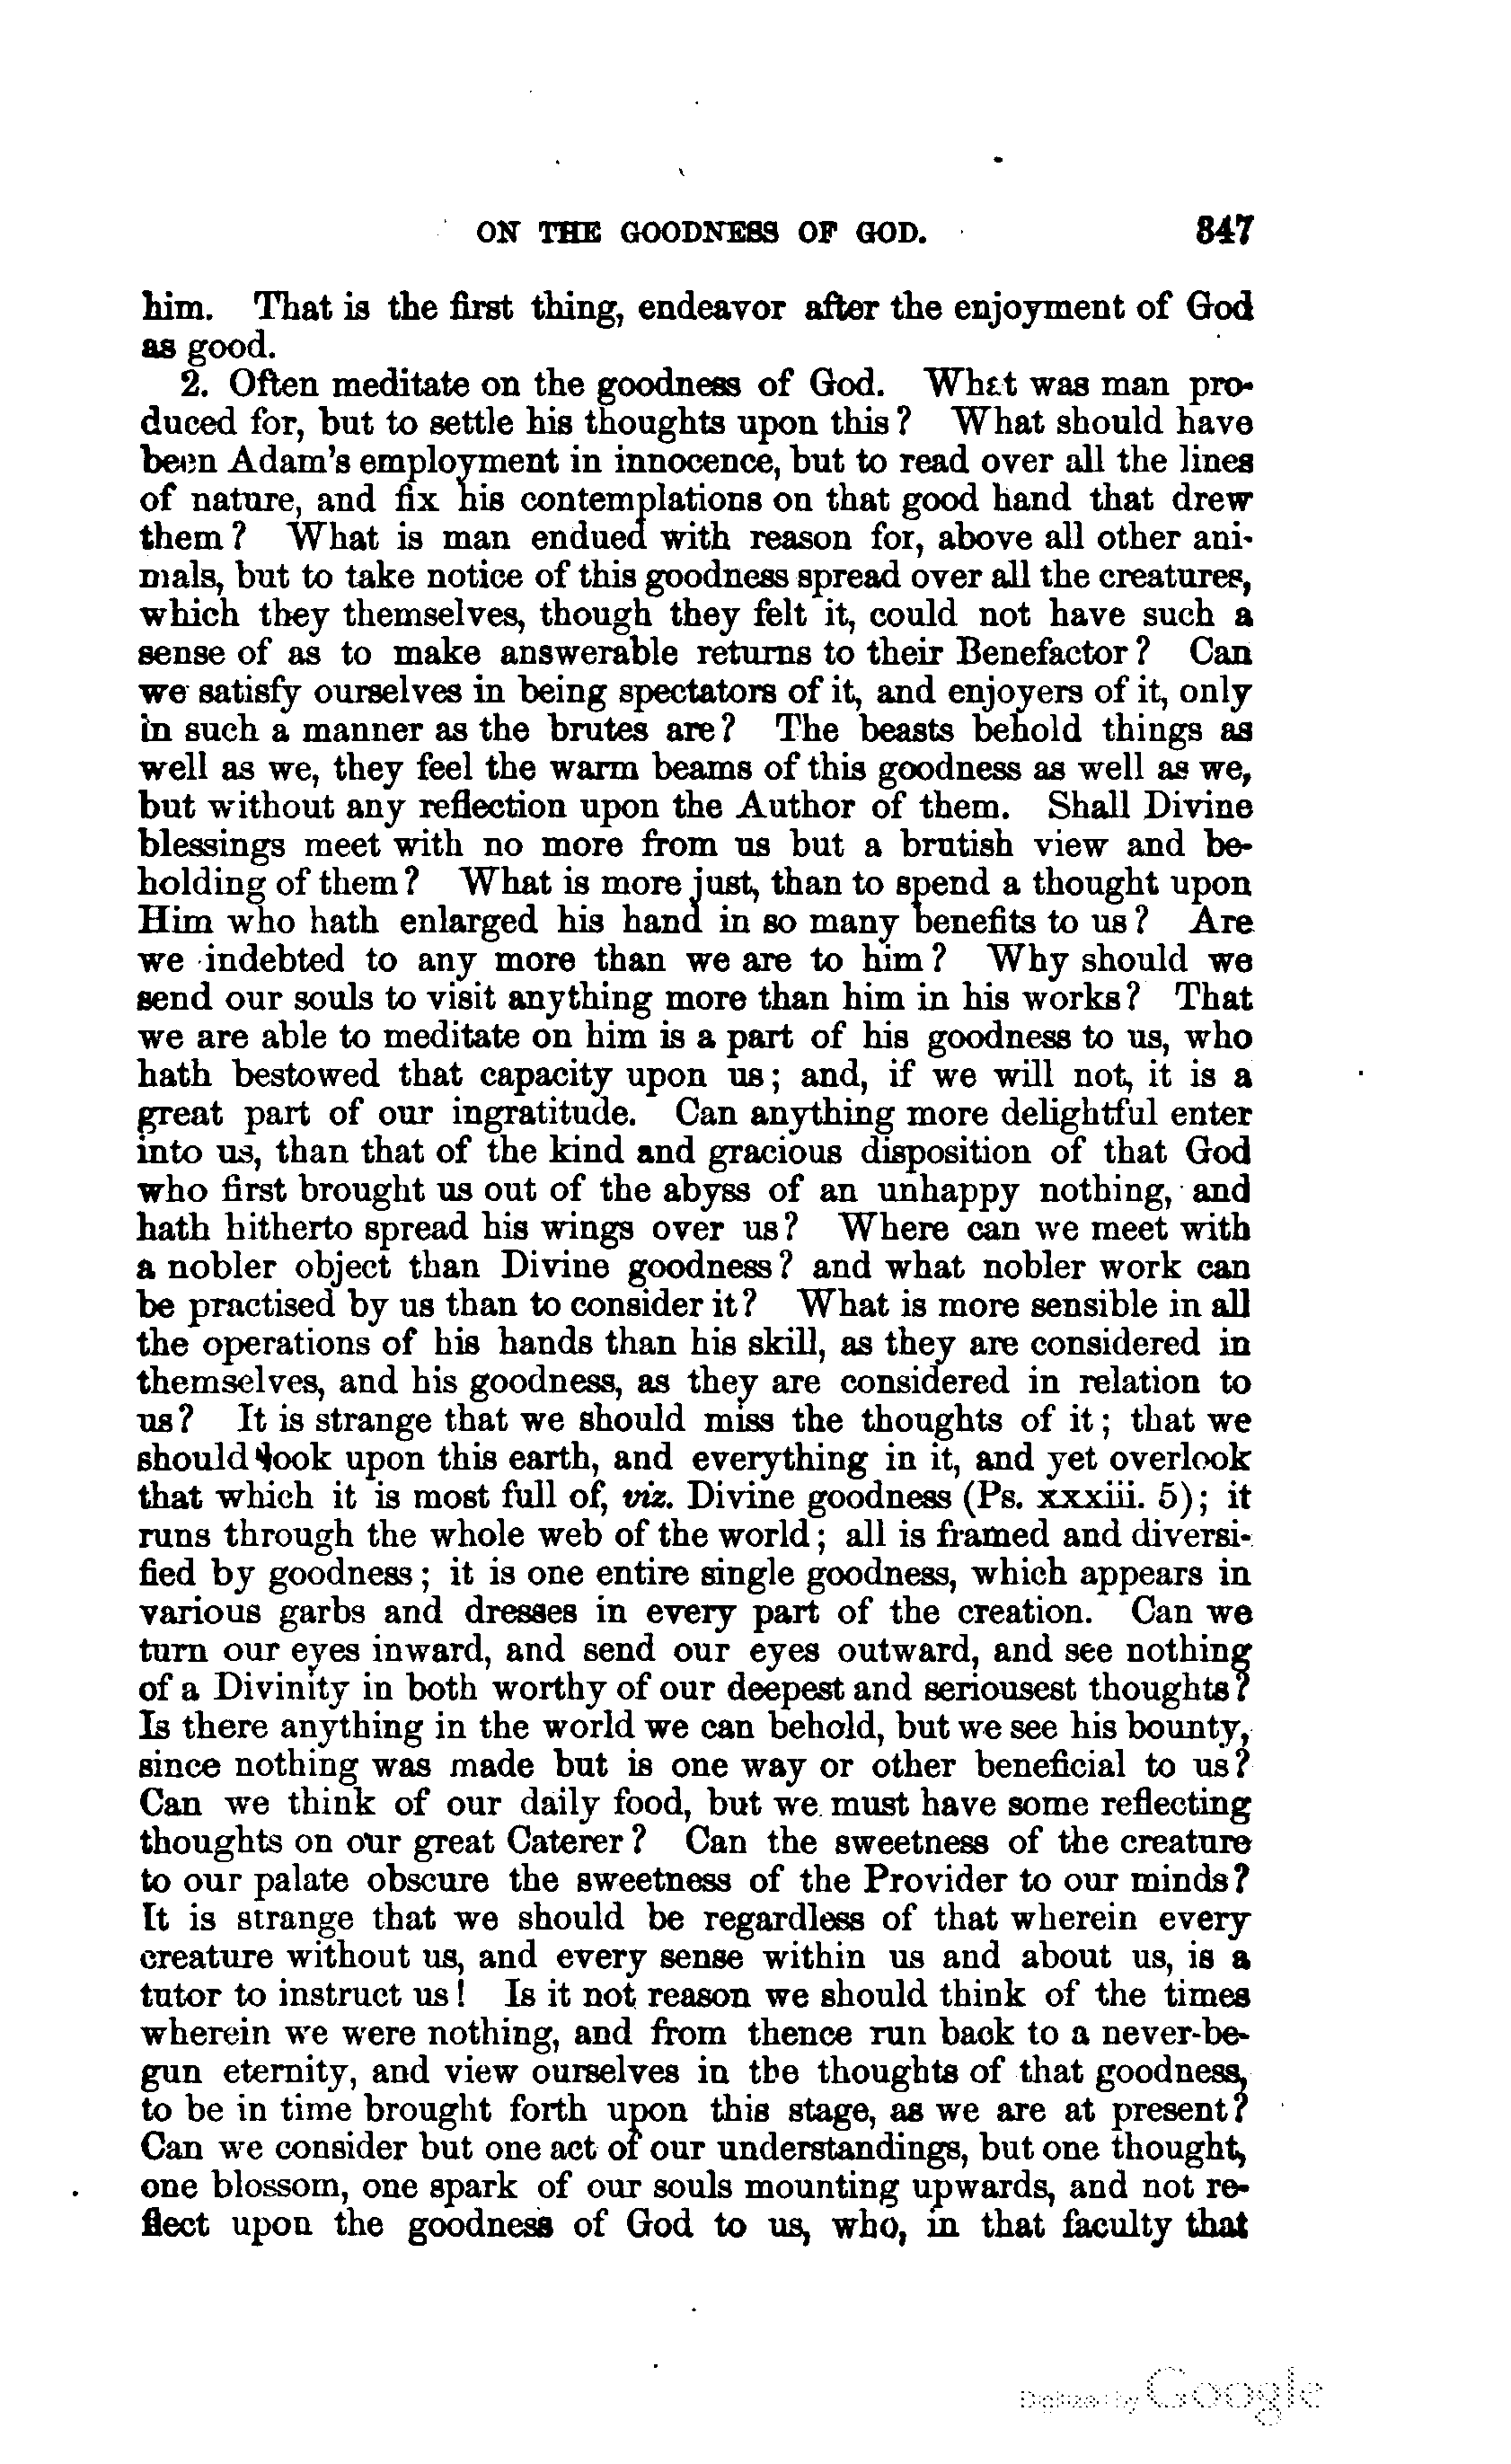 ON THE GOODNESS OF GOD. 347
him. That is the first thing, endeavor after the enjoyment of God
as good.
2. Often meditate on the goodness of God. What was man pro-
duced for, but to settle his thoughts upon this? What should have
been Adam's employment in innocence, but to read over all the lines
of nature, and fix his contemplations on that good hand that drew
them? What is man endued with reason for, above all other ani-
mals, but to take notice of this goodness spread over all the creatures,
which they themselves, though they felt it, could not have such a
sense of as to make answerable returns to their Benefactor? Can
we satisfy ourselves in being spectators of it, and enjoyers of it, only
in such a manner as the brutes are? The beasts behold things as
well as we, they feel the warm beams of this goodness as well as we,
but without any reflection upon the Author of them. Shall Divine
blessings meet with no more from us but a brutish view and be-
holding of them? What is more just, than to spend a thought upon
Him who hath enlarged his hand in so many benefits to us? Are
we indebted to any more than we are to him? Why should we
send our souls to visit anything more than him in his works? That
we are able to meditate on him is a part of his goodness to us, who
hath bestowed that capacity upon us; and, if we will not, it is a
great part of our ingratitude. Can anything more delightful enter
into us, than that of the kind and gracious disposition of that God
who first brought us out of the abyss of an unhappy nothing, and
hath hitherto spread his wings over us? Where can we meet with
a nobler object than Divine goodness? and what nobler work can
be practised by us than to consider it? What is more sensible in all
the operations of his hands than his skill, as they are considered in
themselves, and his goodness, as they are considered in relation to
us? It is strange that we should miss the thoughts of it; that we
should look upon this earth, and everything in it, and yet overlook
that which it is most full of, viz. Divine goodness (Ps. xxxiii. 5); it
runs through the whole web of the world; all is framed and diversi-
fied by goodness; it is one entire single goodness, which appears in
various garbs and dresses in every part of the creation. Can we
turn our eyes inward, and send our eyes outward, and see nothing
of a Divinity in both worthy of our deepest and seriousest thoughts?
Is there anything in the world we can behold, but we see his bounty,
since nothing was made but is one way or other beneficial to us?
Can we think of our daily food, but we must have some reflecting
thoughts on our great Caterer? Can the sweetness of the creature
to our palate obscure the sweetness of the Provider to our minds?
It is strange that we should be regardless of that wherein every
creature without us, and every sense within us and about us, is a
tutor to instruct us! Is it not reason we should think of the times
wherein we were nothing, and from thence run back to a never-be-
gun eternity, and view ourselves in the thoughts of that goodness,
to be in time brought forth upon this stage, as we are at present?
Can we consider but one act of our understandings, but one thought,
one blossom, one spark of our souls mounting upwards, and not re-
flect upon the goodness of God to us, who, in that faculty that
Digitized by Google